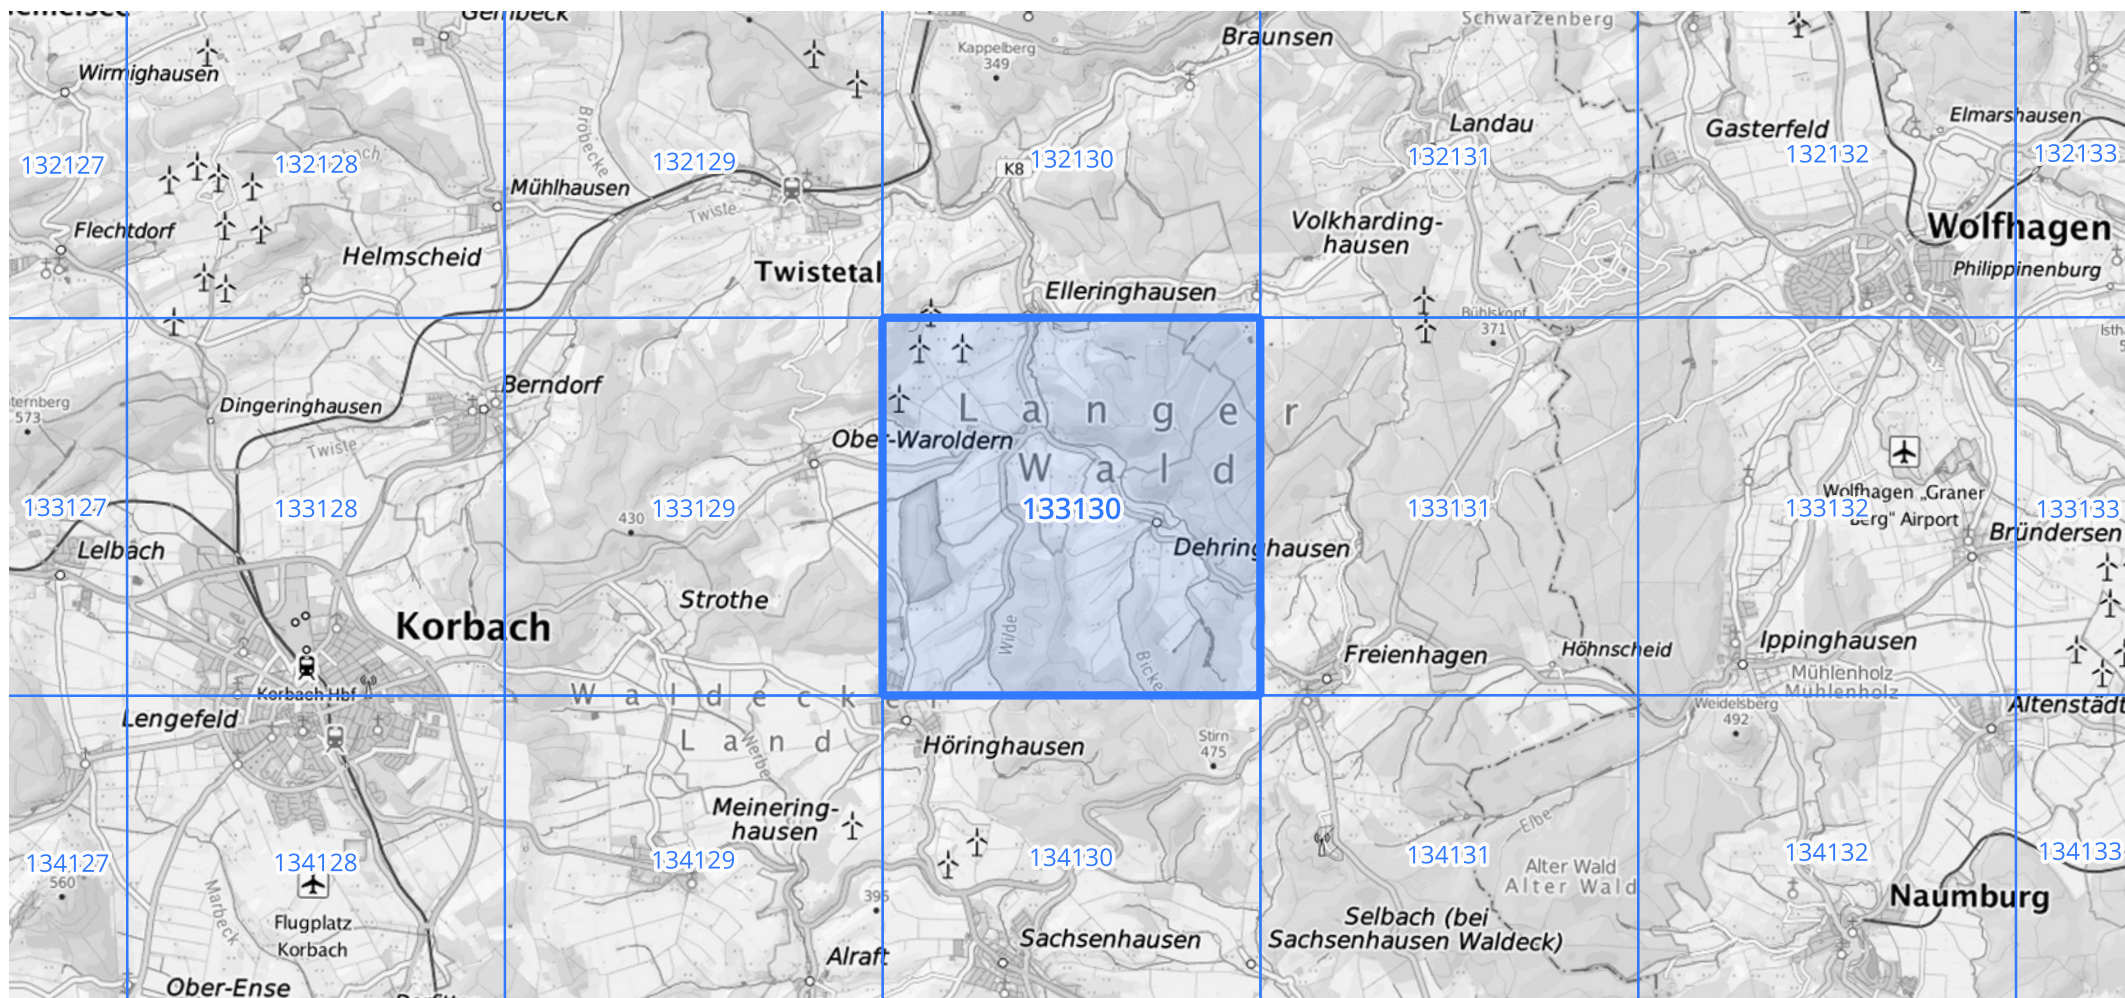 Gembeck
Schwarzenberg
Braunsen
Kappelberg
349
Wirmighausen
Landau
Gasterfeld
Elmarshausen
132127
132128
Bröbecke
132129
132130
132131
132132
132133
K8
Mühlhausen
Twiste
Flechtdorf
Helmscheid
Volkharding-
hausen
Wolfhagen
Philippinenburg
Twistetal
Elleringhausen
Bühlskopf
371
Isth
Berndorf
Dingeringhausen
573
Twiste
Langer
Wald
Ober-Waroldern
133127
133128
133129
133130
133131
133132
133133
430
Wolfhagen „Graner
Berg“ Airport
Bründersen
Lelbach
Dehringhausen
Strothe
Korbach
Wilde
Freienhagen
Höhnscheid
Ippinghausen
Mühlenholz
Mühlenholz
Korbach Hbf
Waldecker
Land
Weidelsberg
492
Altenstädt
Lengefeld
Werbe
Höringhausen
Stirn
475
Meinering-
hausen
Elbe
134127
134128
134129
134130
134131
134132
134133
560
Marbeck
Flugplatz
Korbach
395
Alter Wald
Alter Wald
Naumburg
Selbach (bei
Sachsenhausen Waldeck)
Sachsenhausen
Alraft
Ober-Ense